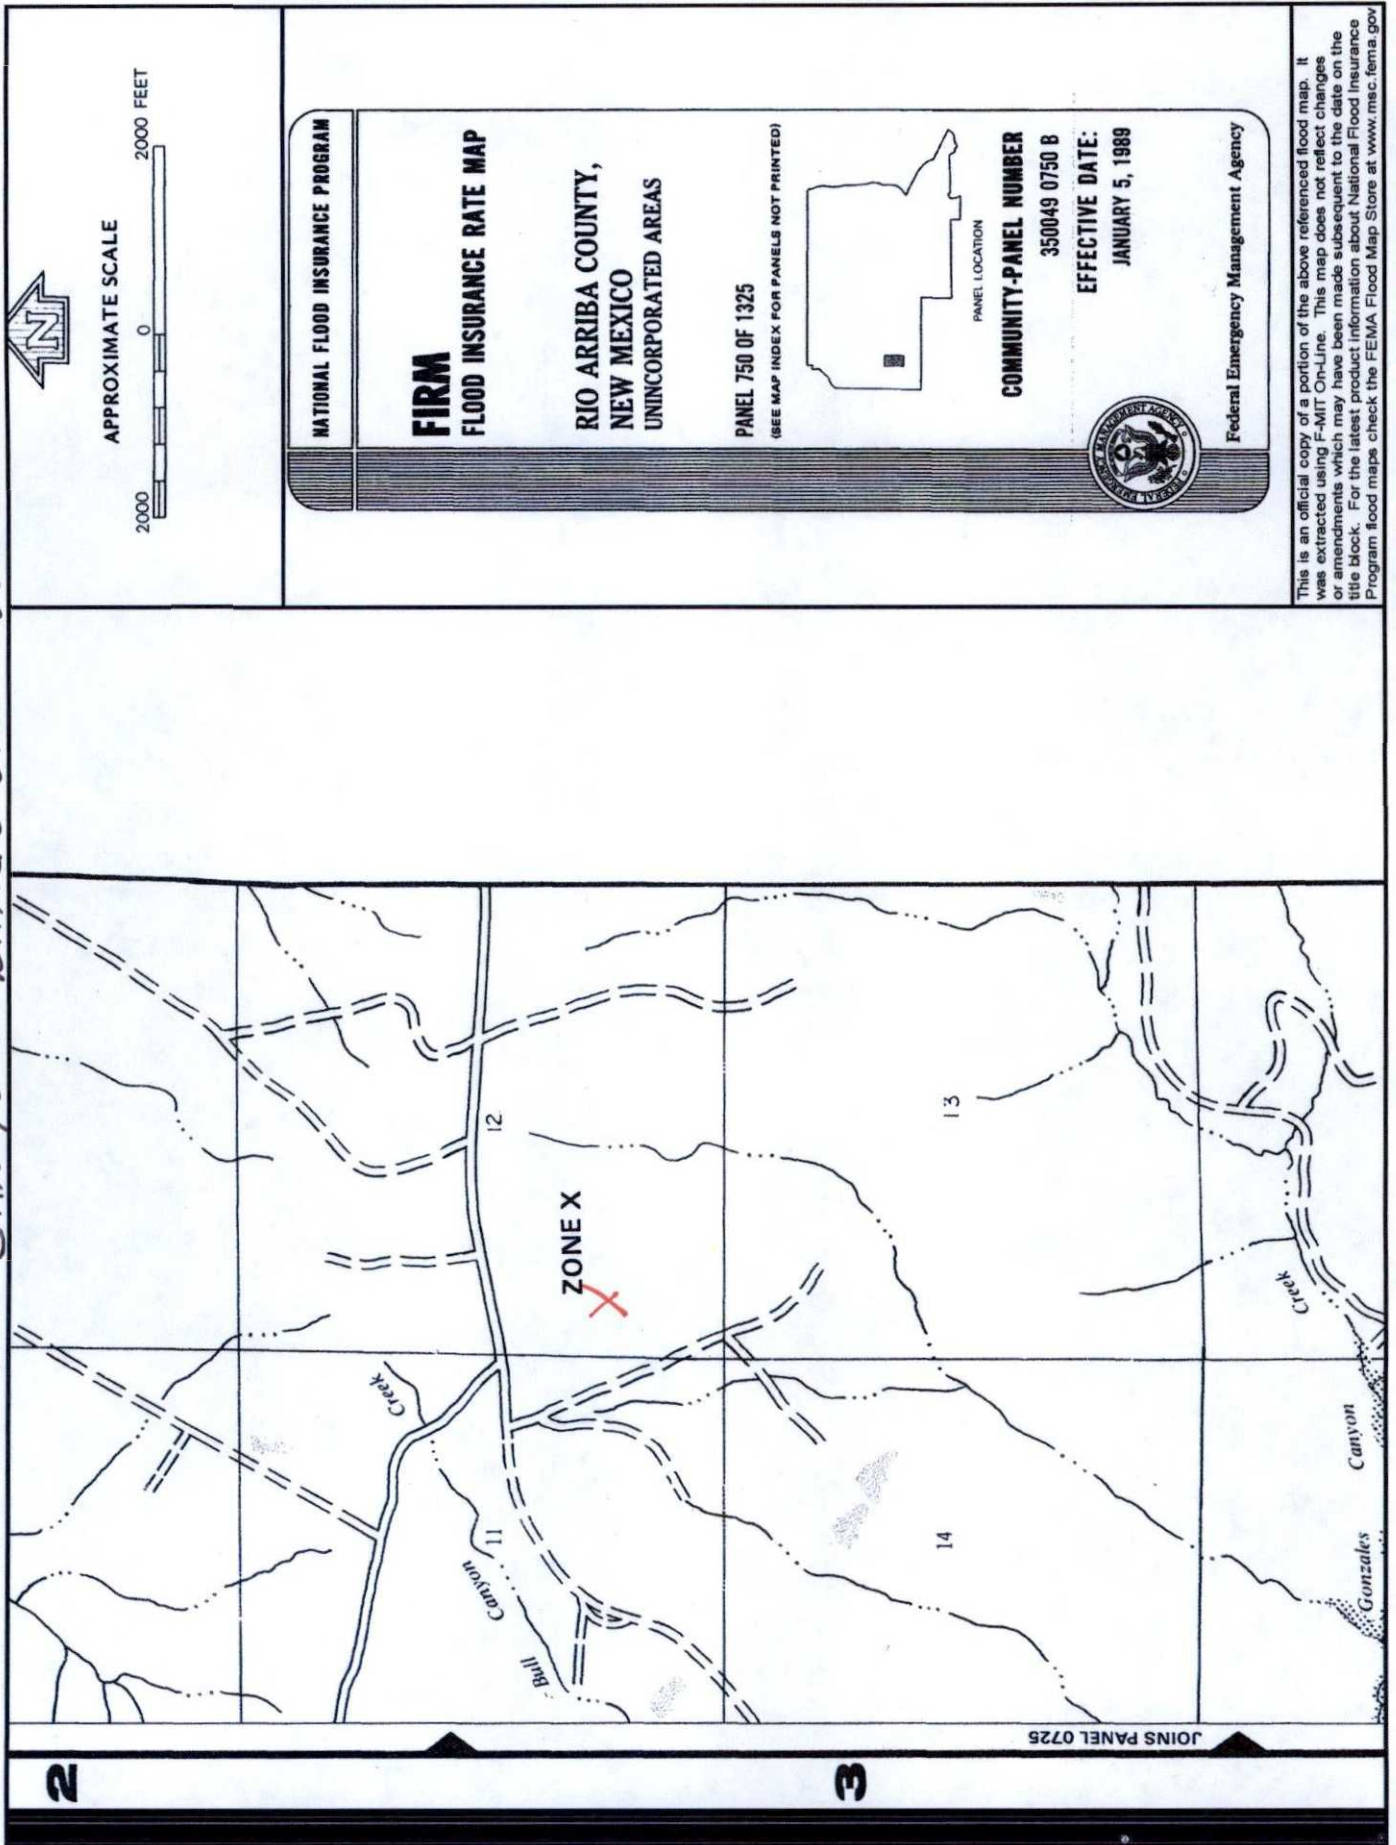 APPROXIMATE SCALE
2000 0 2000 FEET
N
NATIONAL FLOOD INSURANCE PROGRAM
FIRM
FLOOD INSURANCE RATE MAP
RIO ARRIBA COUNTY,
NEW MEXICO
UNINCORPORATED AREAS
PANEL 750 OF 1325
(SEE MAP INDEX FOR PANELS NOT PRINTED)
PANEL LOCATION
COMMUNITY-PANEL NUMBER
350049 0750 B
EFFECTIVE DATE:
JANUARY 5, 1989
FEDERAL EMERGENCY MANAGEMENT AGENCY
Federal Emergency Management Agency
This is an official copy of a portion of the above referenced flood map. It
was extracted using F-MIT On-Line. This map does not reflect changes
or amendments which may have been made subsequent to the date on the
title block. For the latest product information about National Flood Insurance
Program flood maps check the FEMA Flood Map Store at www.msc.fema.gov
2
3
JOINS PANEL 0725
Bull Canyon Creek
11
12
ZONE X
X
13
14
Gonzales Canyon Creek